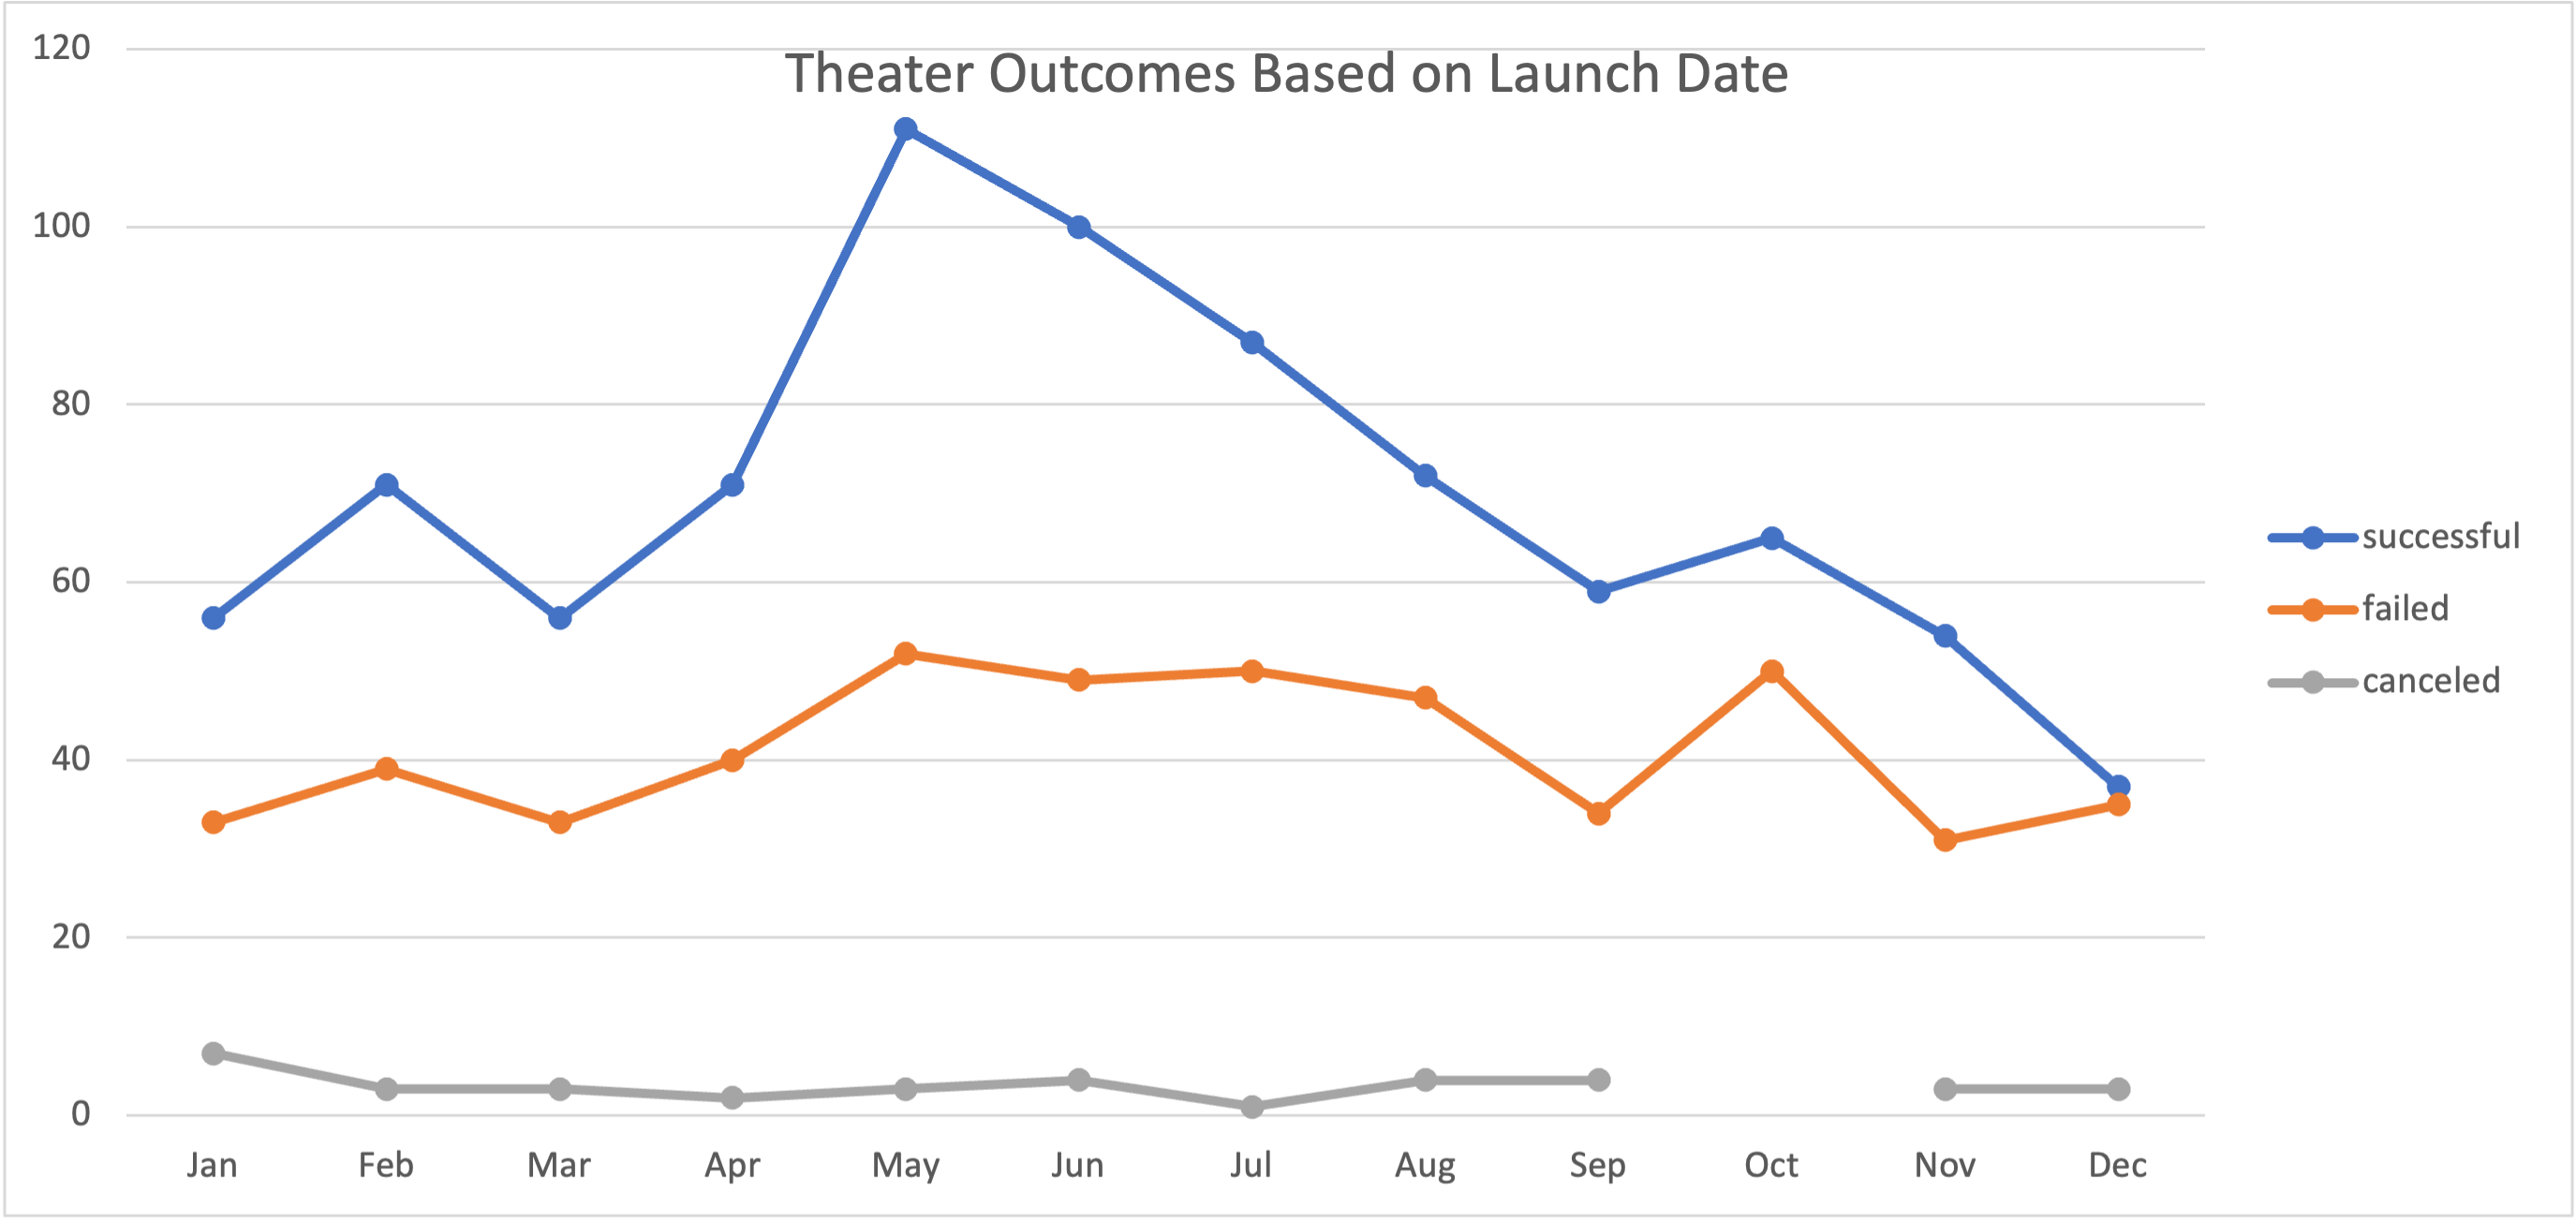 Theater Outcomes Based on Launch Date
120
100
80
60
40
20
0
Jan Feb Mar Apr May Jun Jul Aug Sep Oct Nov Dec
successful
failed
canceled